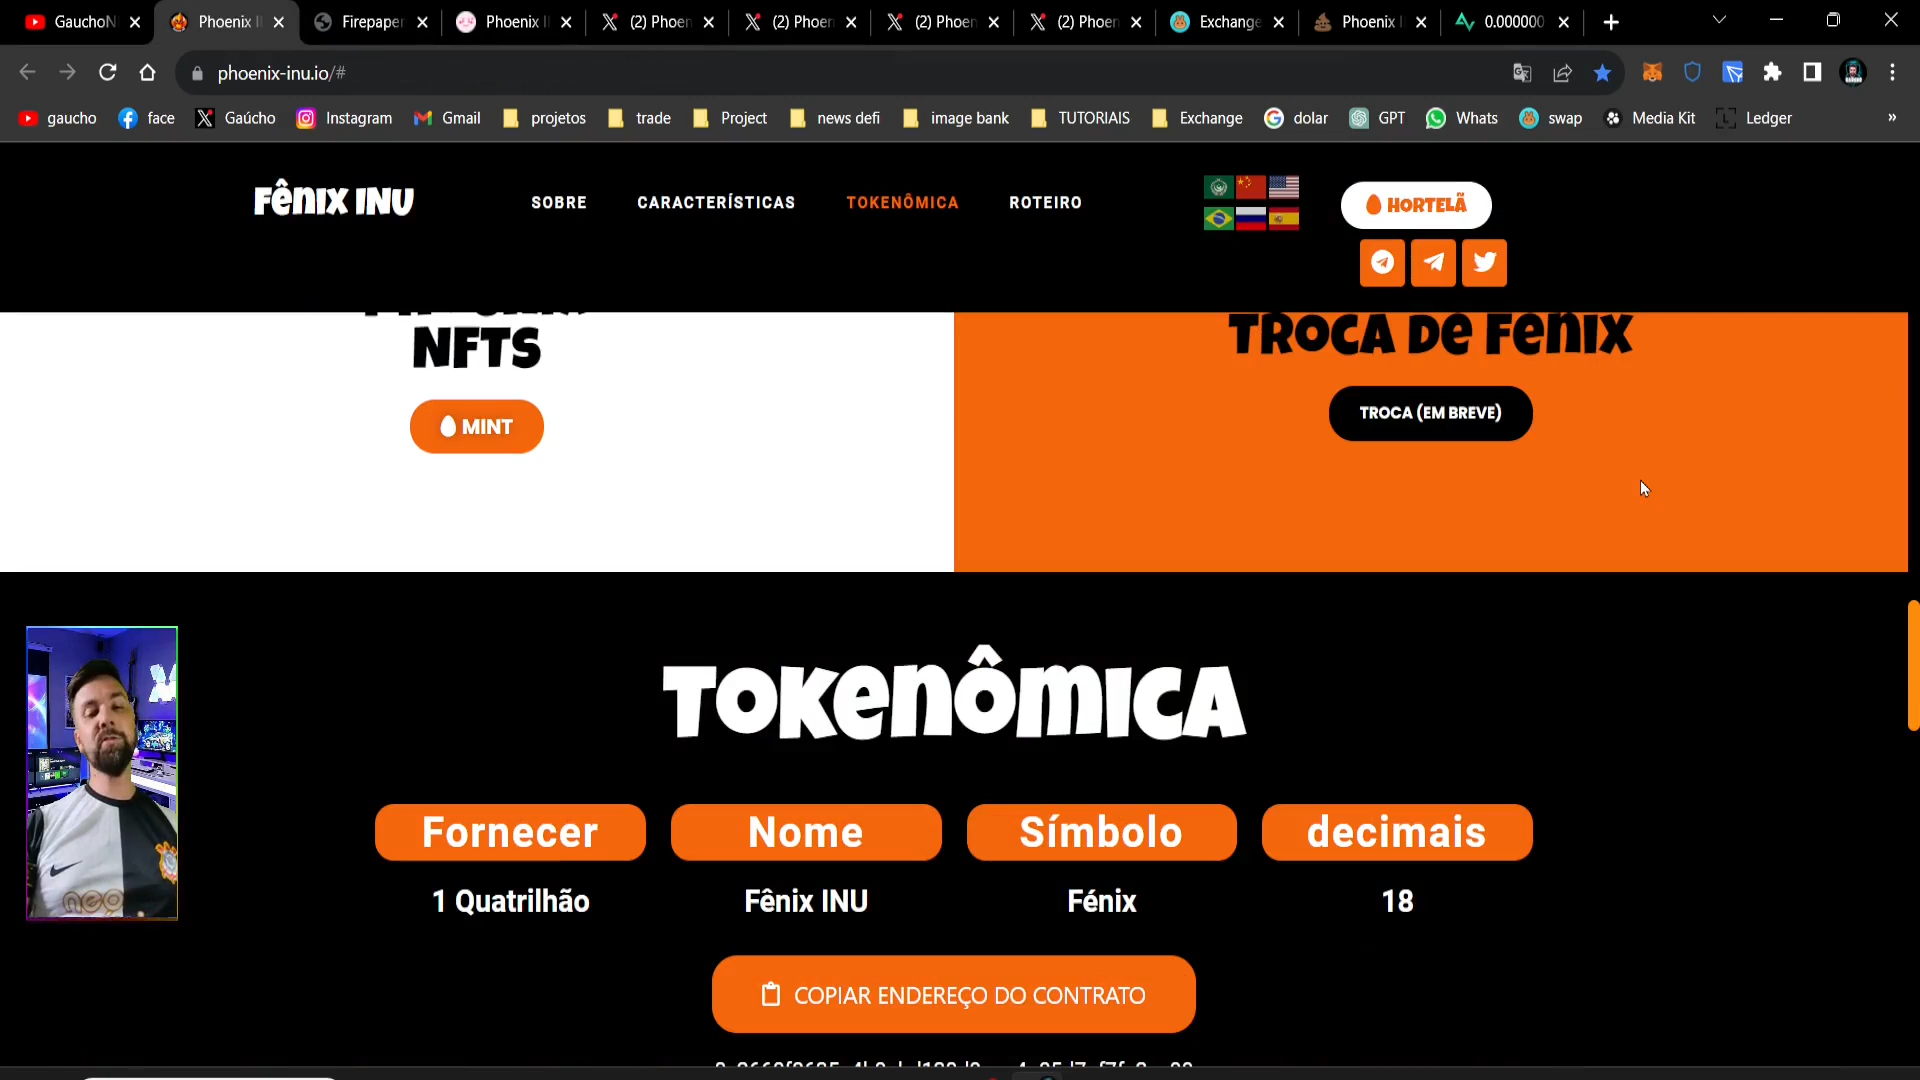 GauchoN
Phoenix I
Firepaper
Phoenix I
(2) Phoen
(2) Phoen
(2) Phoen
(2) Phoen
Exchange
Phoenix I
0.000000
phoenix-inu.io/#
gaucho
face
Gaúcho
Instagram
Gmail
projetos
trade
Project
news defi
image bank
TUTORIAIS
Exchange
dolar
GPT
Whats
swap
Media Kit
Ledger
»
Fênix INU
SOBRE
CARACTERÍSTICAS
TOKENÔMICA
ROTEIRO
HORTELÃ
NFTS
MINT
TROCA DE FENIX
TROCA (EM BREVE)
TOKENÔMICA
Fornecer
Nome
Símbolo
decimais
1 Quatrilhão
Fênix INU
Fénix
18
COPIAR ENDEREÇO DO CONTRATO
neo